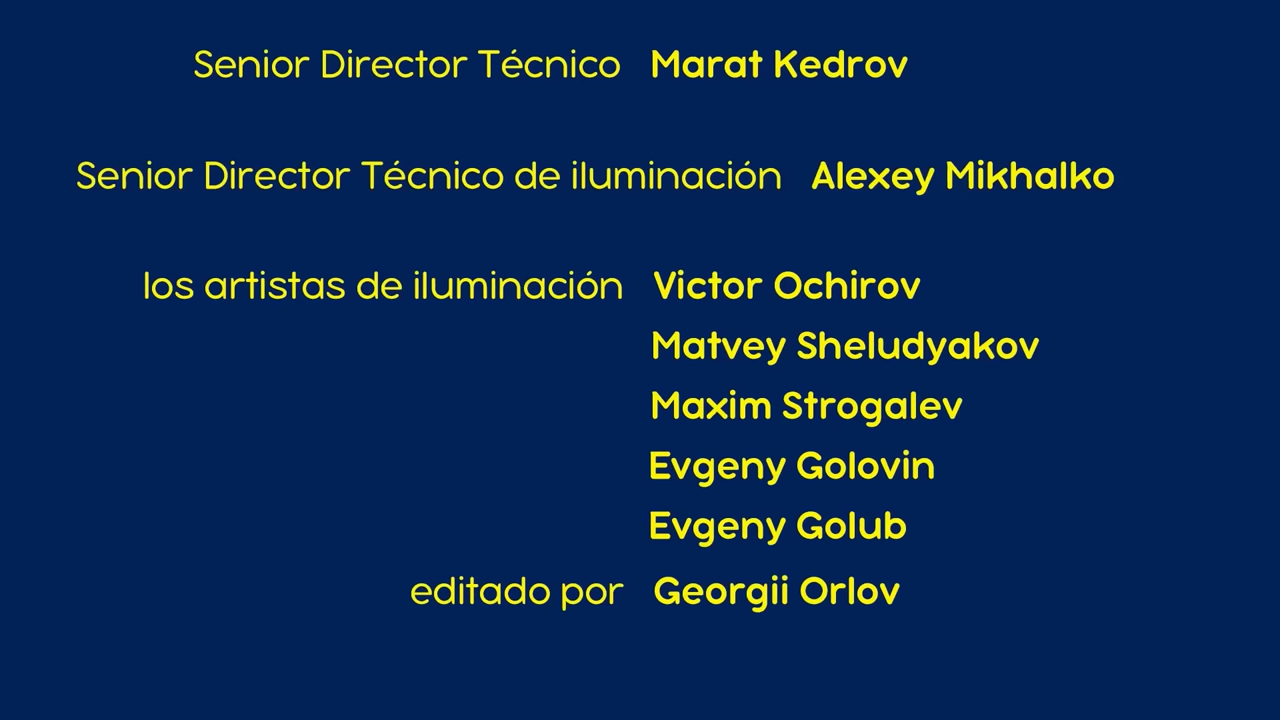 Senior Director Técnico Marat Kedrov
Senior Director Técnico de iluminación Alexey Mikhalko
los artistas de iluminación Victor Ochirov
Matvey Sheludyakov
Maxim Strogalev
Evgeny Golovin
Evgeny Golub
editado por Georgii Orlov